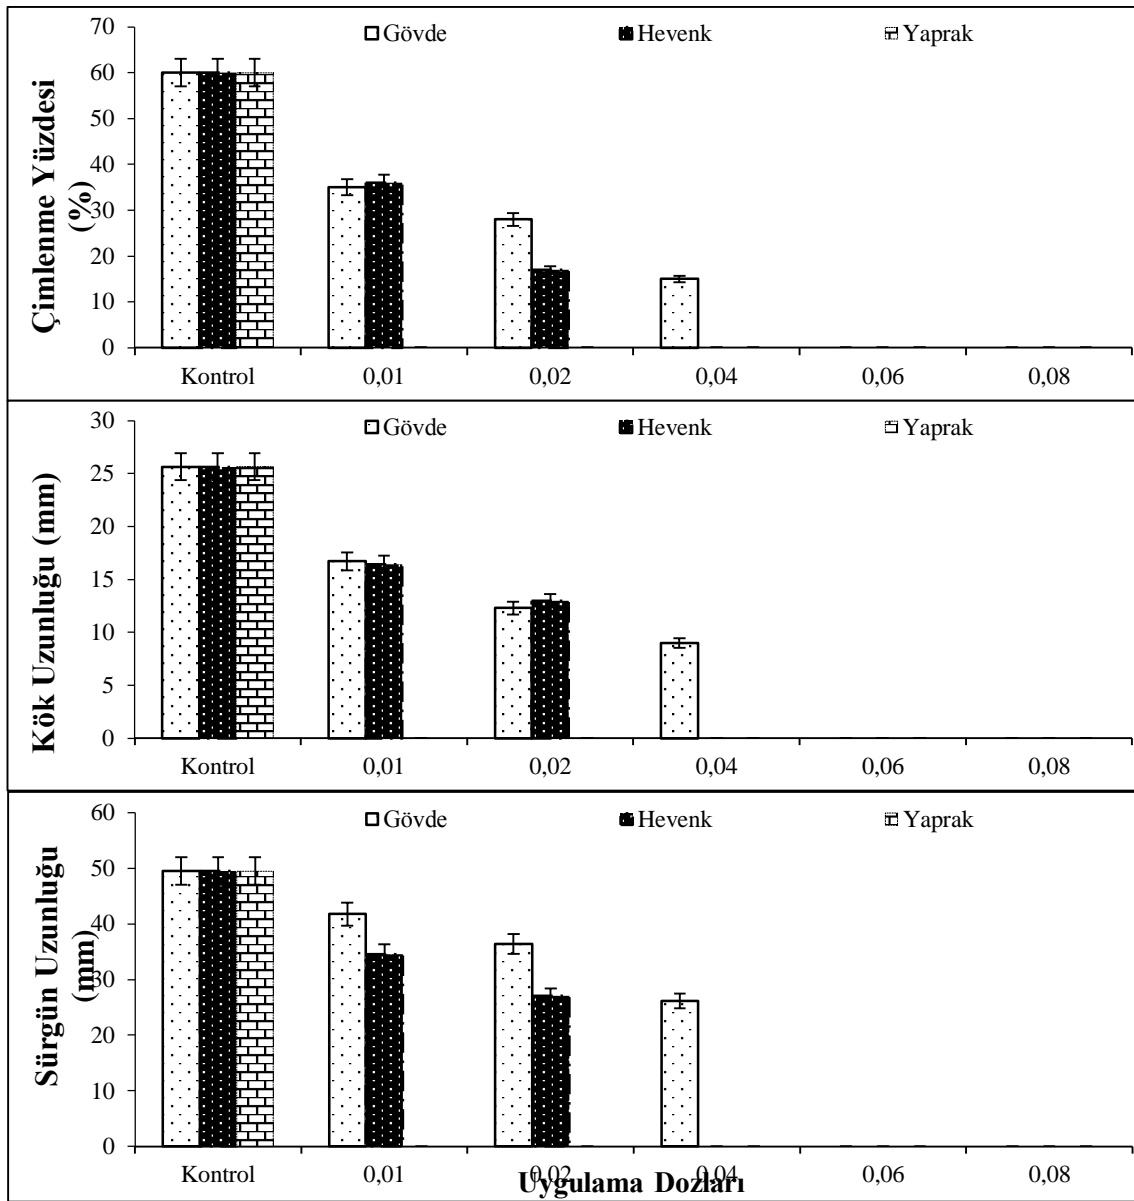 Gövde Hevenk Yaprak
Çimlenme Yüzdesi
(%)
70
60
50
40
30
20
10
0
Kontrol 0,01 0,02 0,04 0,06 0,08
Gövde Hevenk Yaprak
Kök Uzunluğu (mm)
30
25
20
15
10
5
0
Kontrol 0,01 0,02 0,04 0,06 0,08
Gövde Hevenk Yaprak
Sürgün Uzunluğu
(mm)
60
50
40
30
20
10
0
Kontrol 0,01 0,02 0,04 0,06 0,08
Uygulama Dozları